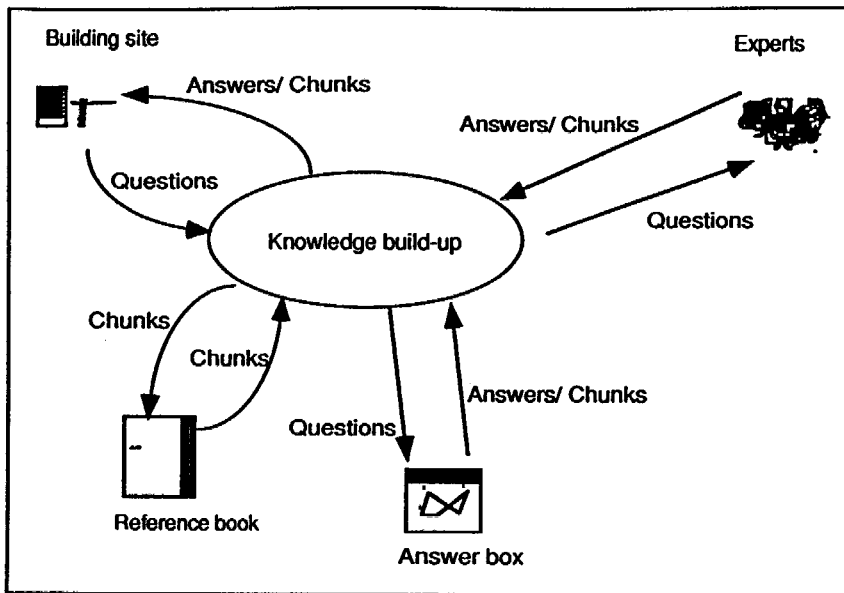 Building site
Experts
Answers/ Chunks
Answers/ Chunks
Questions
Questions
Knowledge build-up
Chunks
Chunks
Answers/ Chunks
Questions
Reference book
Answer box